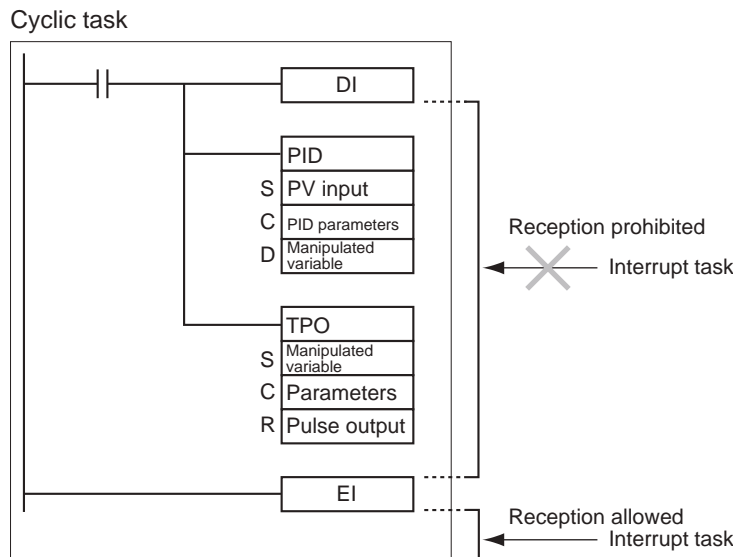 Cyclic task
DI
PID
S PV input
C PID parameters
D Manipulated
variable
Reception prohibited
Interrupt task
TPO
S Manipulated
variable
C Parameters
R Pulse output
EI
Reception allowed
Interrupt task